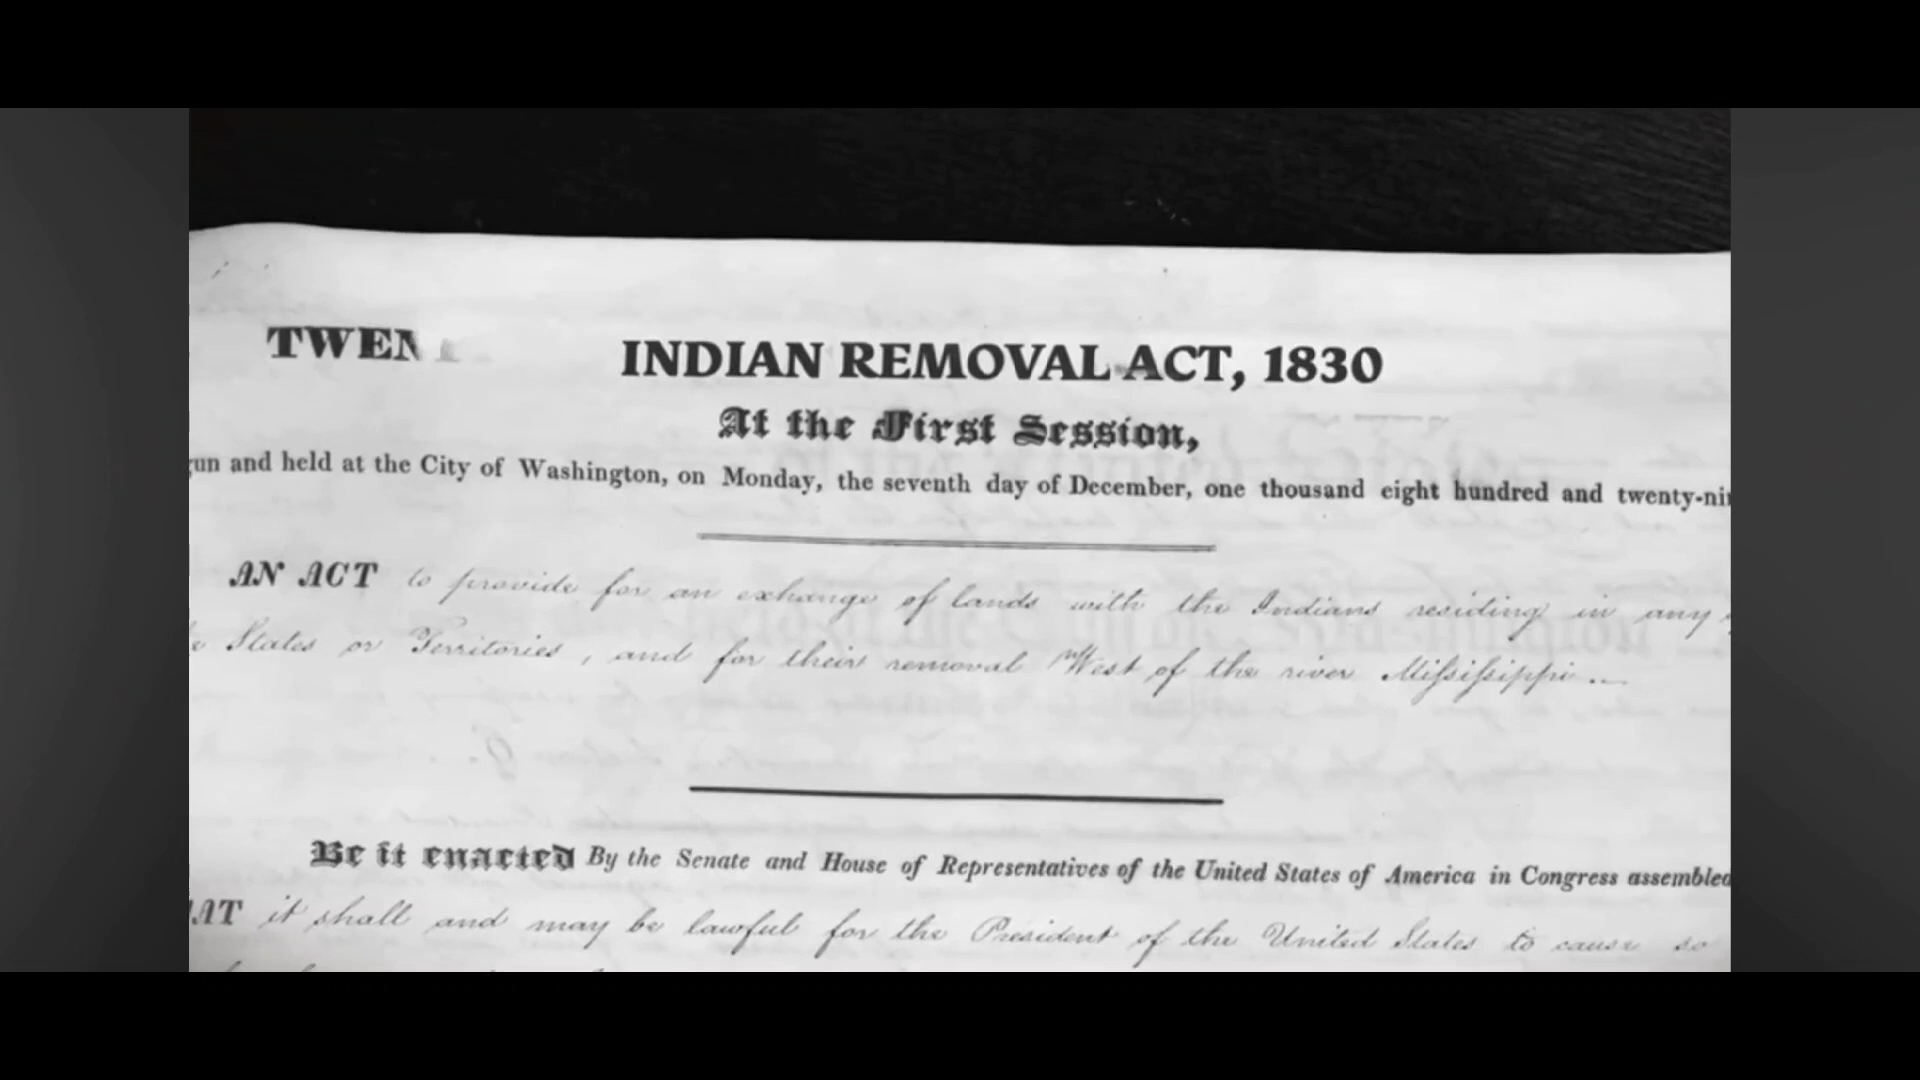 TWEN
INDIAN REMOVAL ACT, 1830
At the First Session,
un and held at the City of Washington, on Monday, the seventh day of December, one thousand eight hundred and twenty-nin
AN ACT to provide for an exchange of lands with the Indians residing in any
e States or Territories, and for their removal West of the river Mississippi..
Be it enacted By the Senate and House of Representatives of the United States of America in Congress assembled
AT it shall and may be lawful for the President of the United States to cause so